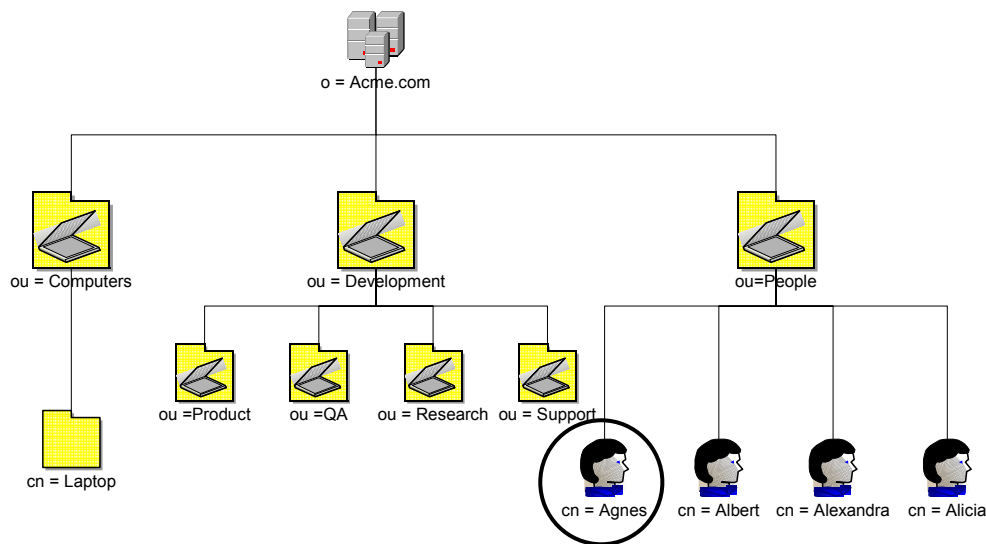 o = Acme.com
ou = Computers
ou = Development
ou=People
ou =Product
ou =QA
ou = Research
ou = Support
cn = Laptop
cn = Agnes
cn = Albert
cn = Alexandra
cn = Alicia